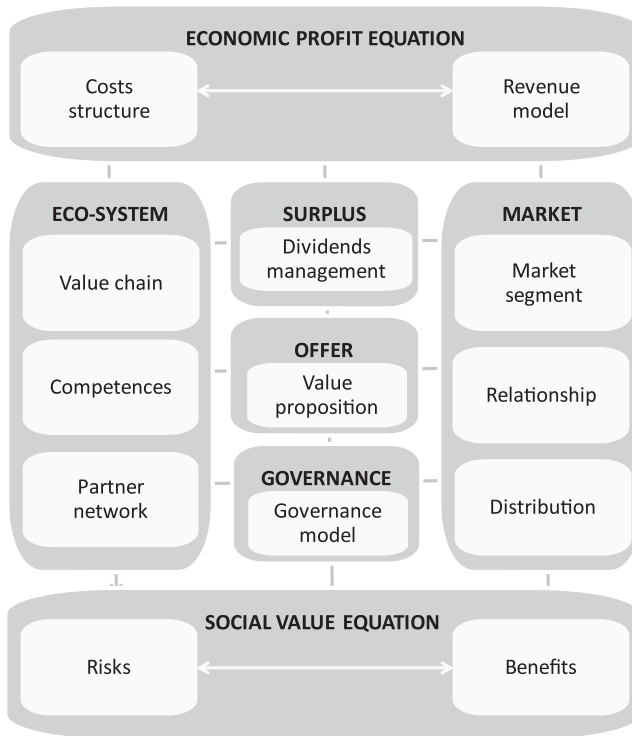 ECONOMIC PROFIT EQUATION
Costs
structure
Revenue
model
ECO-SYSTEM
Value chain
Competences
Partner
network
SURPLUS
Dividends
management
OFFER
Value
proposition
GOVERNANCE
Governance
model
MARKET
Market
segment
Relationship
Distribution
SOCIAL VALUE EQUATION
Risks
Benefits